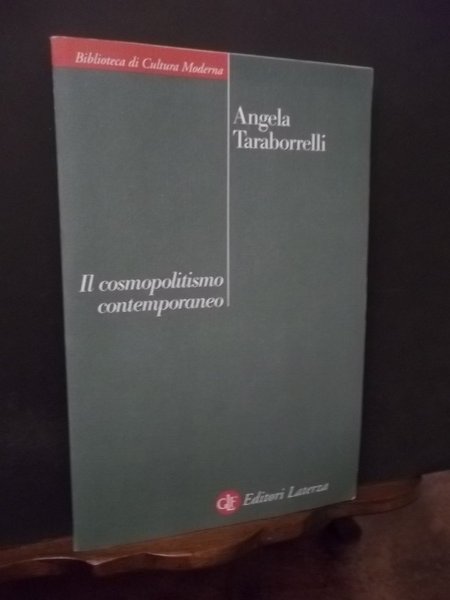 Biblioteca di Cultura Moderna
Angela
Taraborrelli
Il cosmopolitismo
contemporaneo
Editori Laterza